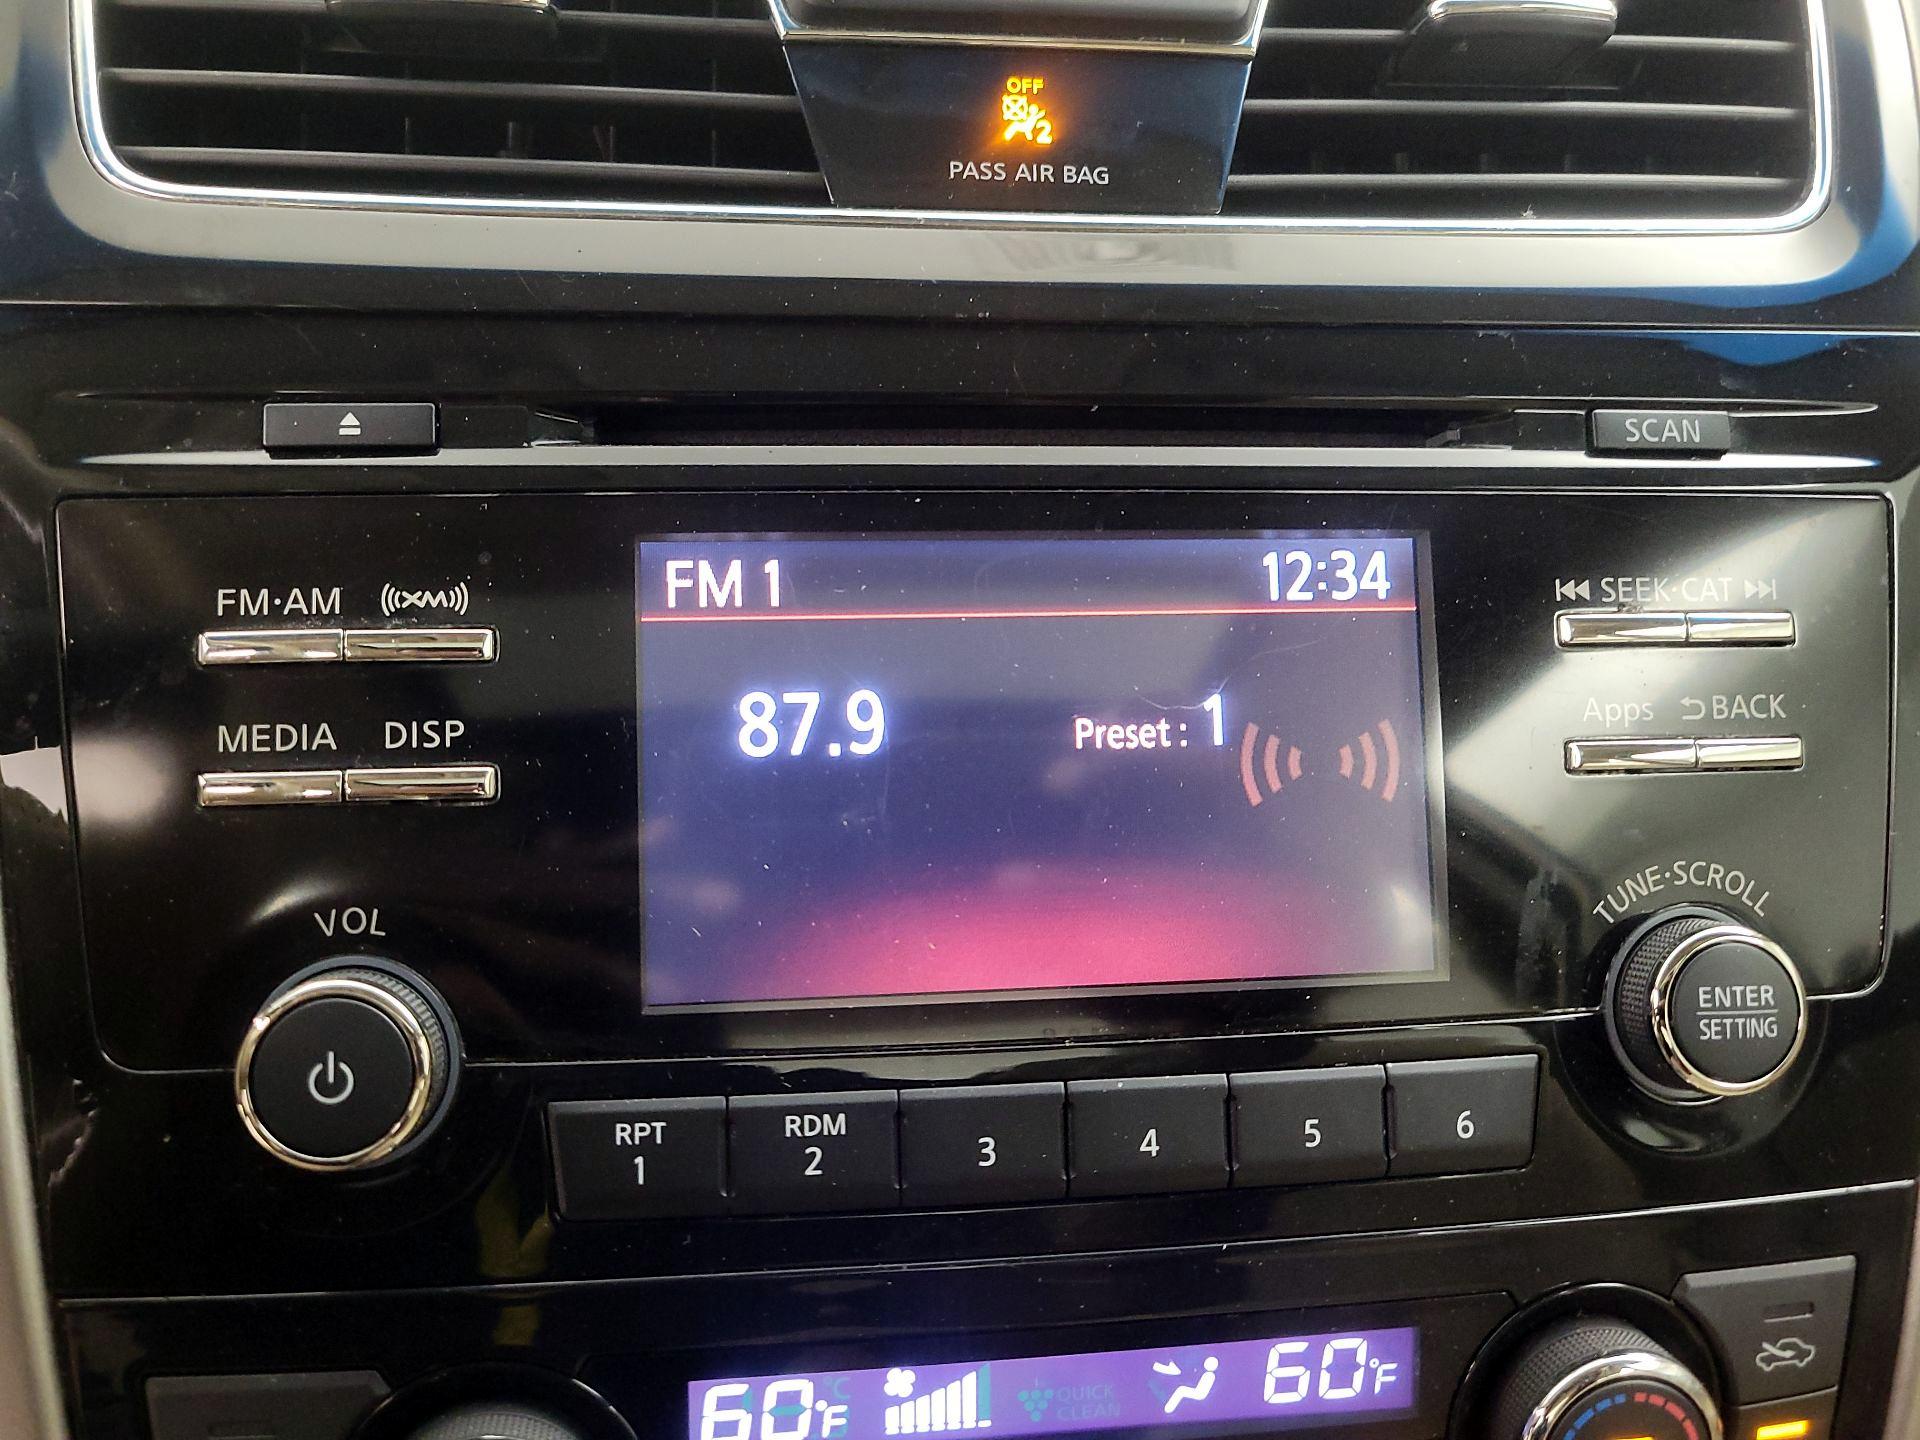 OFF
2
PASS AIR BAG
SCAN
FM·AM XM
FM 1 12:34
SEEK·CAT
87.9 Preset : 1
MEDIA DISP
Apps BACK
VOL
TUNE·SCROLL
ENTER
SETTING
RPT
1
RDM
2
3
4
5
6
60°F
QUICK
CLEAN
60°F